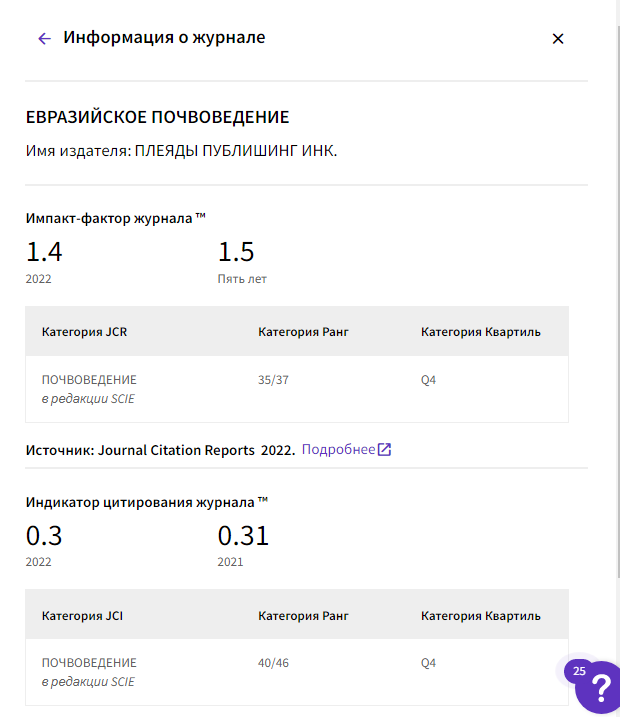 Информация о журнале
ЕВРАЗИЙСКОЕ ПОЧВОВЕДЕНИЕ
Имя издателя: ПЛЕЯДЫ ПУБЛИШИНГ ИНК.
Импакт-фактор журнала ™
1.4 1.5
2022 Пять лет
Категория JCR Категория Ранг Категория Квартиль
ПОЧВОВЕДЕНИЕ 35/37 Q4
в редакции SCIE
Источник: Journal Citation Reports 2022. Подробнее
Индикатор цитирования журнала ™
0.3 0.31
2022 2021
Категория JCI Категория Ранг Категория Квартиль
ПОЧВОВЕДЕНИЕ 40/46 Q4
в редакции SCIE
25
?